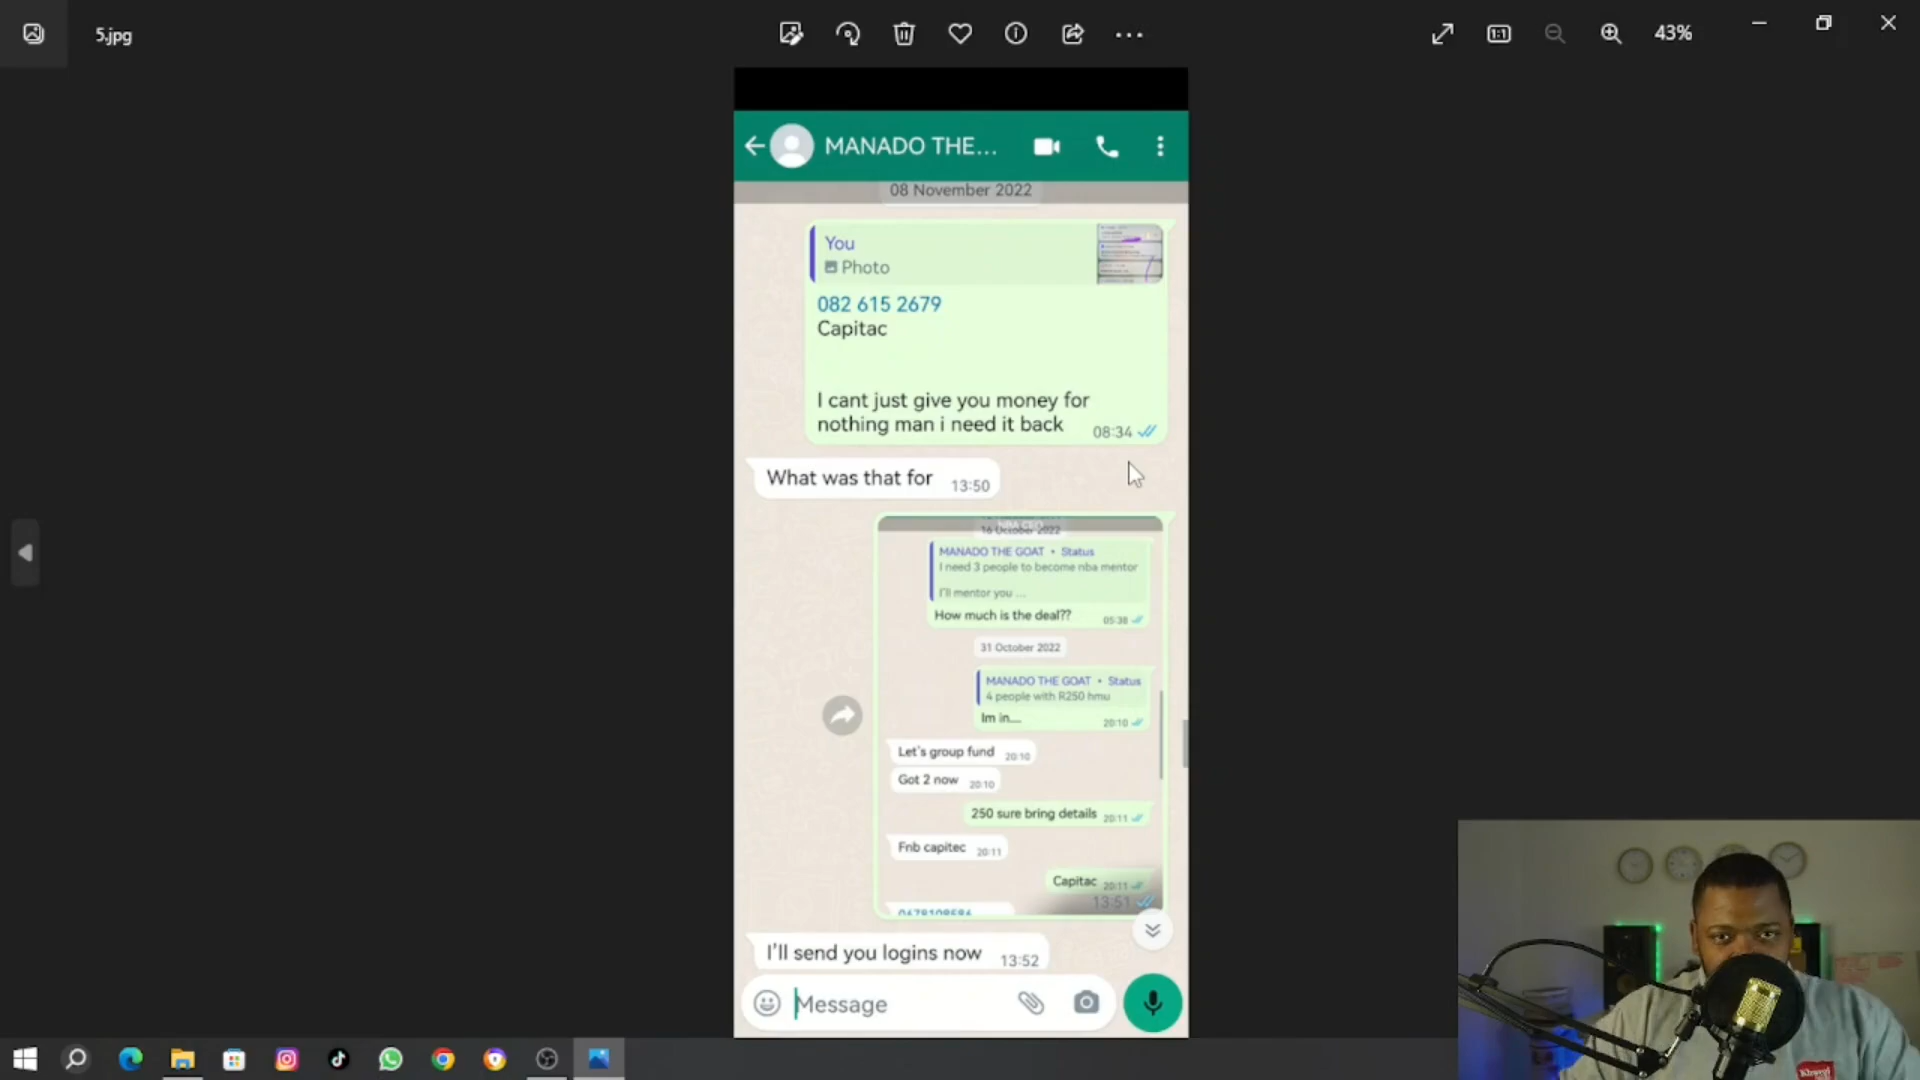 5.jpg
43%
MANADO THE...
08 November 2022
You
Photo
082 615 2679
Capitac
I cant just give you money for
nothing man i need it back
08:34
What was that for 13:50
16 October 2022
MANADO THE GOAT • Status
I need 3 people to become nba mentor
I'll mentor you ...
How much is the deal?? 05:38
31 October 2022
MANADO THE GOAT • Status
4 people with R250 hmu
Im in.... 20:10
Let's group fund 20:10
Got 2 now 20:10
250 sure bring details 20:11
Fnb capitec 20:11
Capitac 20:11
13:51
I'll send you logins now 13:52
Message